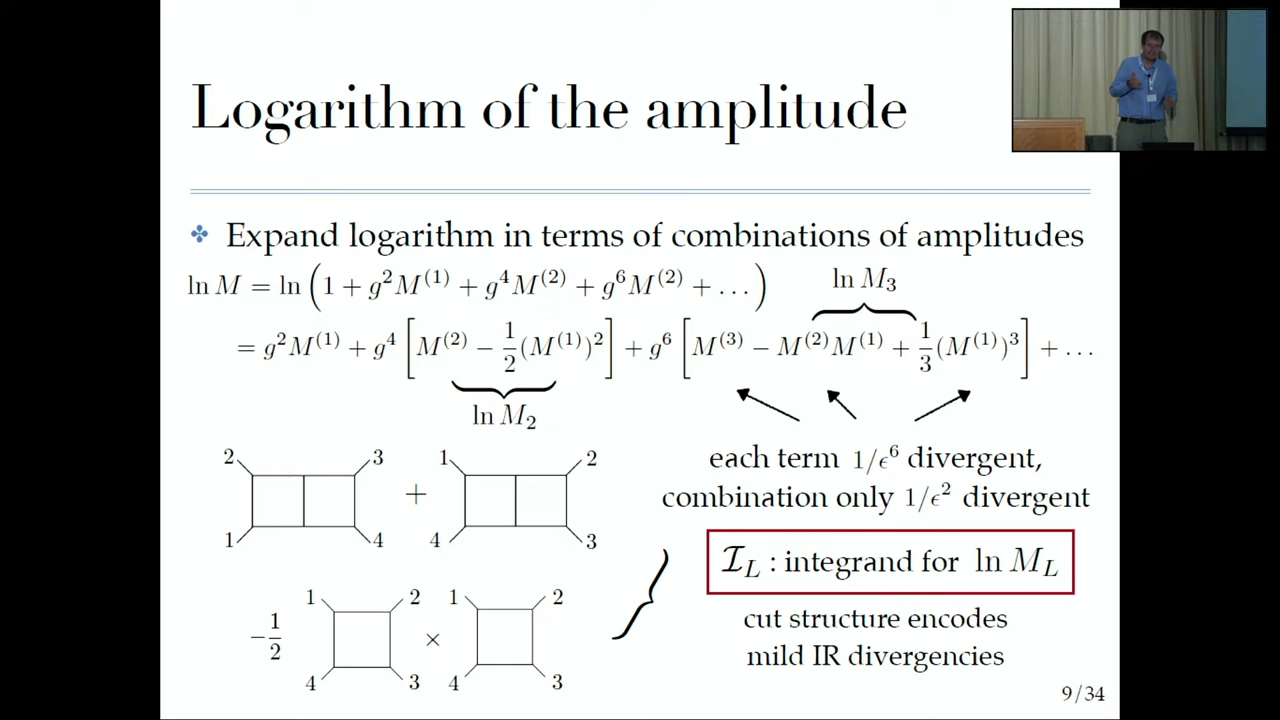 Logarithm of the amplitude
Expand logarithm in terms of combinations of amplitudes
ln M = ln (1 + g²M⁽¹⁾ + g⁴M⁽²⁾ + g⁶M⁽²⁾ + ...)
ln M₃
= g²M⁽¹⁾ + g⁴ [M⁽²⁾ − 1/2 (M⁽¹⁾)²] + g⁶ [M⁽³⁾ − M⁽²⁾M⁽¹⁾ + 1/3 (M⁽¹⁾)³] + ...
ln M₂
2 3 1 2
+
1 4 4 3
each term 1/ϵ⁶ divergent,
combination only 1/ϵ² divergent
𝓘_L : integrand for ln M_L
1 2 1 2
−1/2 ×
4 3 4 3
cut structure encodes
mild IR divergencies
9/34